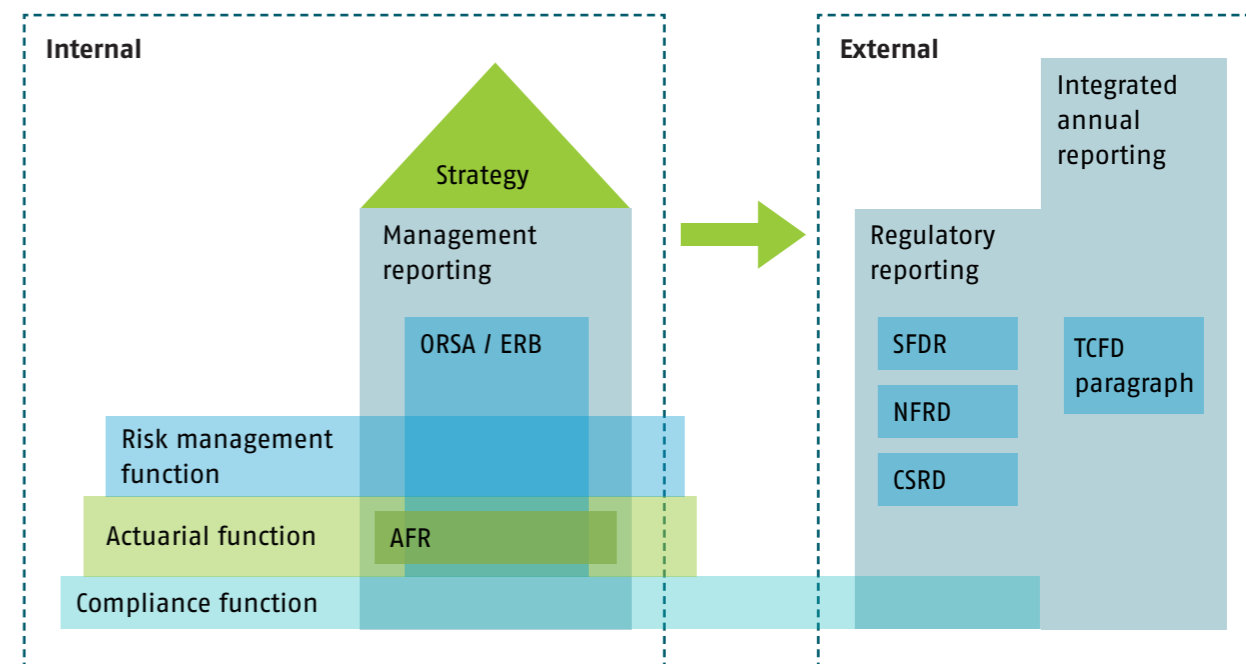 Internal
Strategy
Management
reporting
ORSA / ERB
Risk management
function
Actuarial function
AFR
Compliance function
External
Integrated
annual
reporting
Regulatory
reporting
SFDR
NFRD
CSRD
TCFD
paragraph